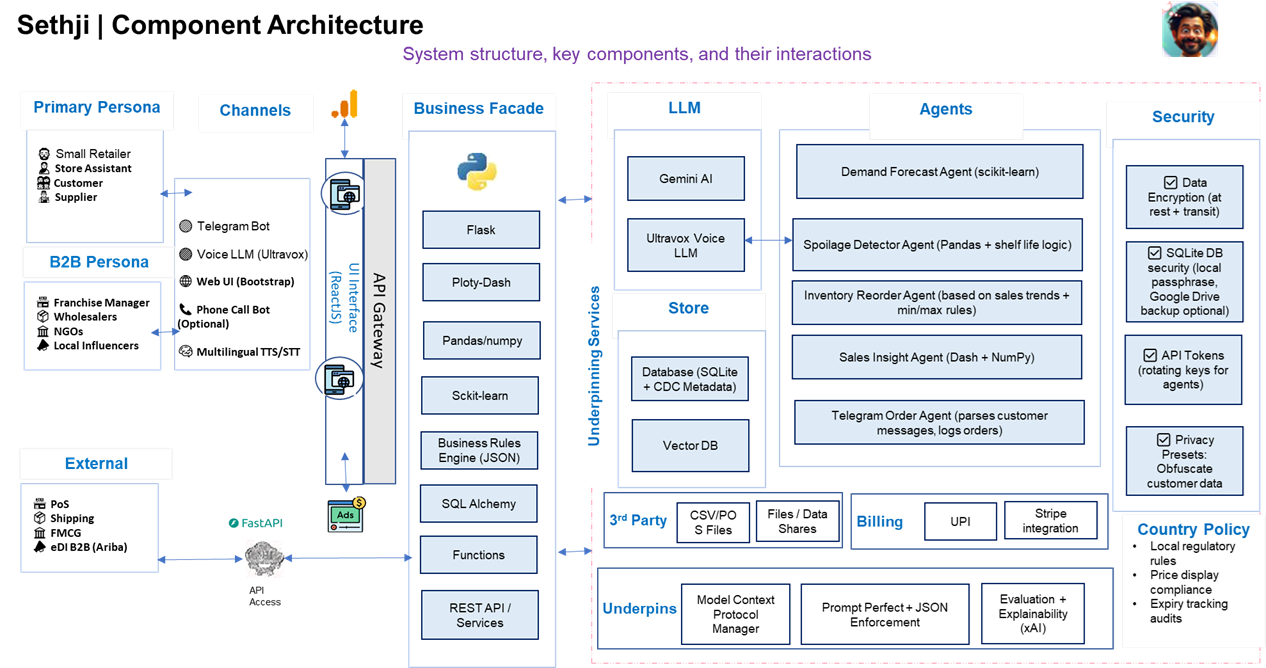 Sethji | Component Architecture
System structure, key components, and their interactions
Primary Persona
Small Retailer
Store Assistant
Customer
Supplier
B2B Persona
Franchise Manager
Wholesalers
NGOs
Local Influencers
External
PoS
Shipping
FMCG
eDI B2B (Ariba)
Channels
Telegram Bot
Voice LLM (Ultravox)
Web UI (Bootstrap)
Phone Call Bot
(Optional)
Multilingual TTS/STT
FastAPI
API
Access
UI Interface
(ReactJS)
API Gateway
Ads
$
Business Facade
Flask
Ploty-Dash
Pandas/numpy
Sckit-learn
Business Rules
Engine (JSON)
SQL Alchemy
Functions
REST API /
Services
Underpinning Services
LLM
Gemini AI
Ultravox Voice
LLM
Store
Database (SQLite
+ CDC Metadata)
Vector DB
Agents
Demand Forecast Agent (scikit-learn)
Spoilage Detector Agent (Pandas + shelf life logic)
Inventory Reorder Agent (based on sales trends +
min/max rules)
Sales Insight Agent (Dash + NumPy)
Telegram Order Agent (parses customer
messages, logs orders)
Security
☑ Data
Encryption (at
rest + transit)
☑ SQLite DB
security (local
passphrase,
Google Drive
backup optional)
☑ API Tokens
(rotating keys for
agents)
☑ Privacy
Presets:
Obfuscate
customer data
3rd Party
CSV/PO
S Files
Files / Data
Shares
Billing
UPI
Stripe
integration
Underpins
Model Context
Protocol
Manager
Prompt Perfect + JSON
Enforcement
Evaluation +
Explainability
(xAI)
Country Policy
• Local regulatory
rules
• Price display
compliance
• Expiry tracking
audits